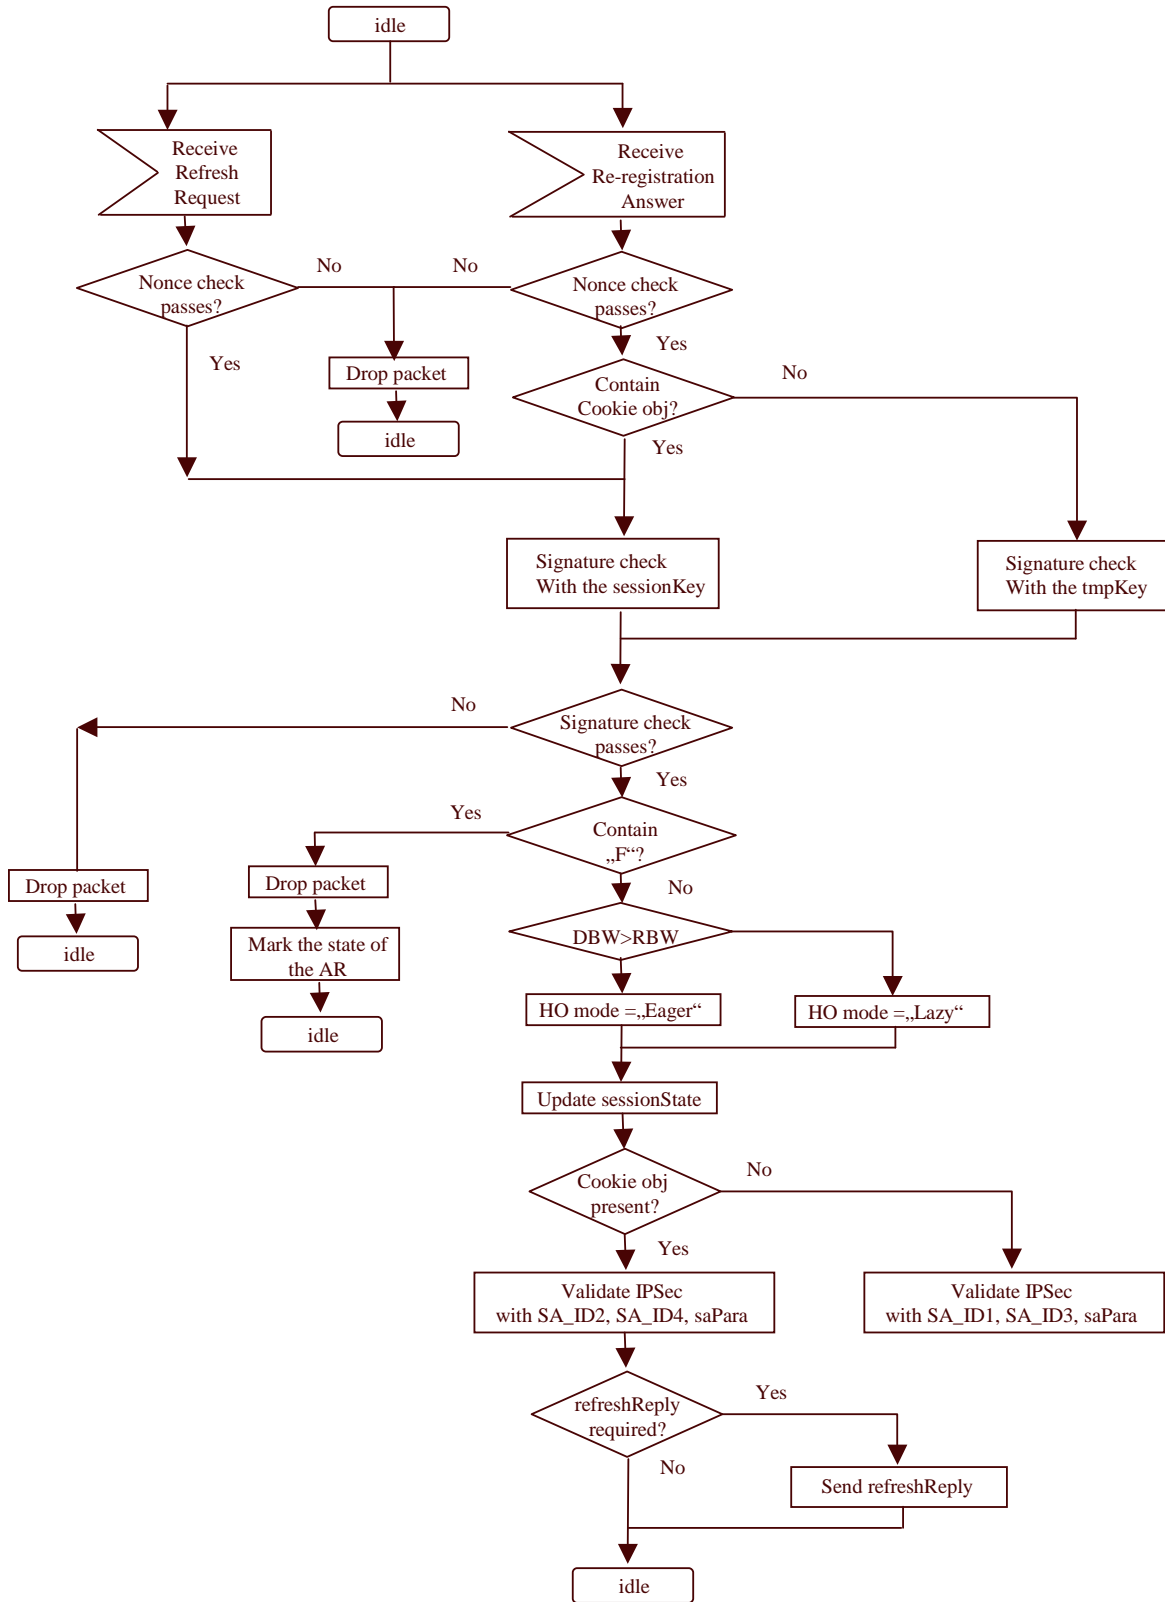 idle
Receive
Refresh
Request
Receive
Re-registration
Answer
No
No
Nonce check
passes?
Nonce check
passes?
Yes
Yes
Drop packet
Contain
Cookie obj?
No
idle
Yes
Signature check
With the sessionKey
Signature check
With the tmpKey
No
Signature check
passes?
Yes
Yes
Contain
„F“?
Drop packet
Drop packet
No
idle
Mark the state of
the AR
DBW>RBW
idle
HO mode =„Eager“
HO mode =„Lazy“
Update sessionState
Cookie obj
present?
No
Yes
Validate IPSec
with SA_ID2, SA_ID4, saPara
Validate IPSec
with SA_ID1, SA_ID3, saPara
refreshReply
required?
Yes
No
Send refreshReply
idle